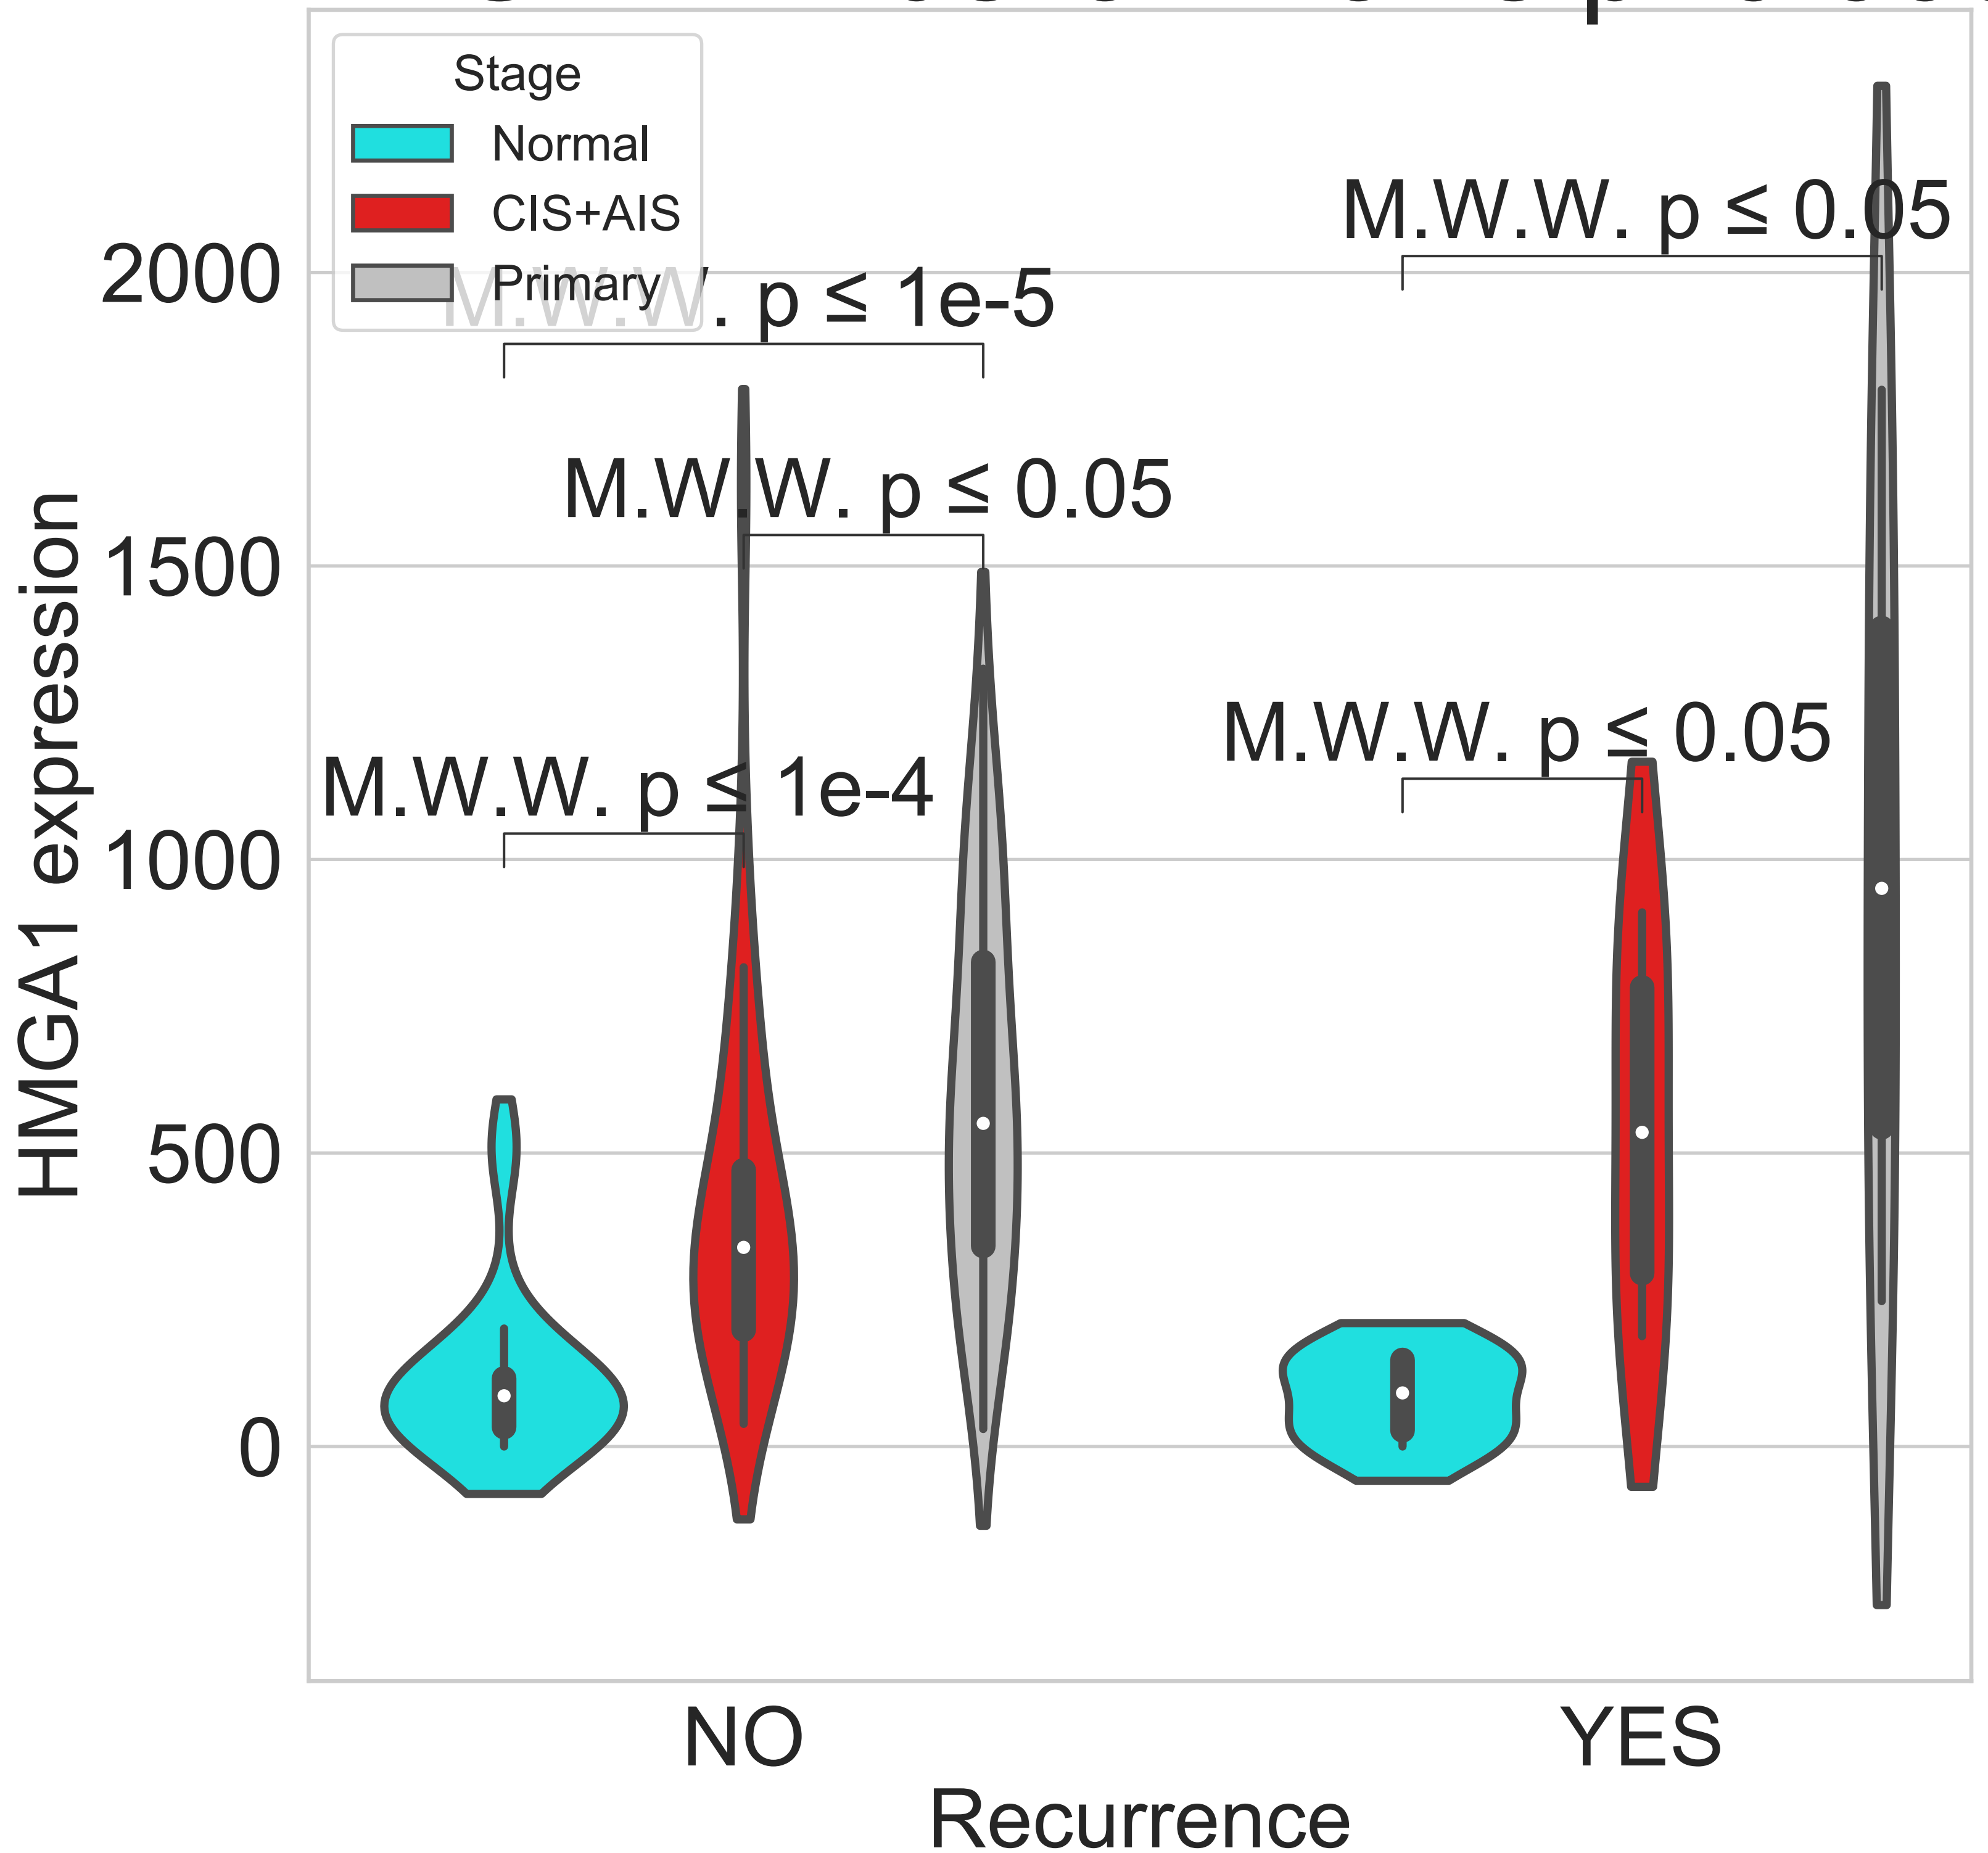 Stage
Normal
CIS+AIS
Primary
M.W.W. p ≤ 0.05
M.W.W. p ≤ 1e-5
M.W.W. p ≤ 0.05
M.W.W. p ≤ 0.05
M.W.W. p ≤ 1e-4
HMGA1 expression
2000
1500
1000
500
0
NO
YES
Recurrence